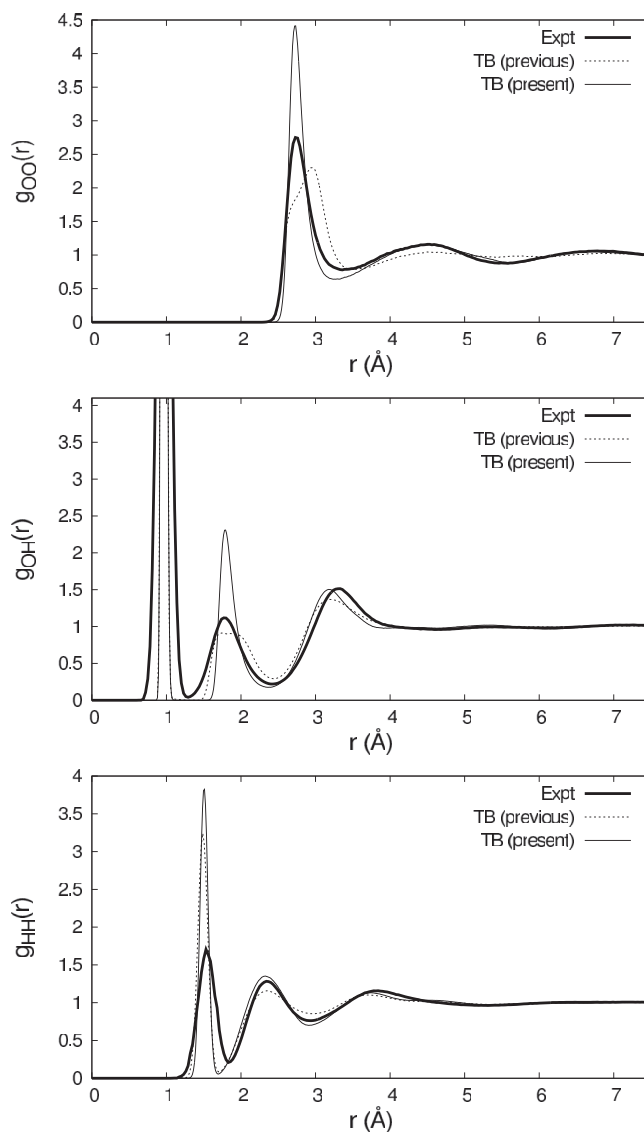 4.5
4
3.5
3
2.5
2
1.5
1
0.5
0
g_OO(r)
Expt
TB (previous)
TB (present)
0 1 2 3 4 5 6 7
r (Å)
4
3.5
3
2.5
2
1.5
1
0.5
0
g_OH(r)
Expt
TB (previous)
TB (present)
0 1 2 3 4 5 6 7
r (Å)
4
3.5
3
2.5
2
1.5
1
0.5
0
g_HH(r)
Expt
TB (previous)
TB (present)
0 1 2 3 4 5 6 7
r (Å)